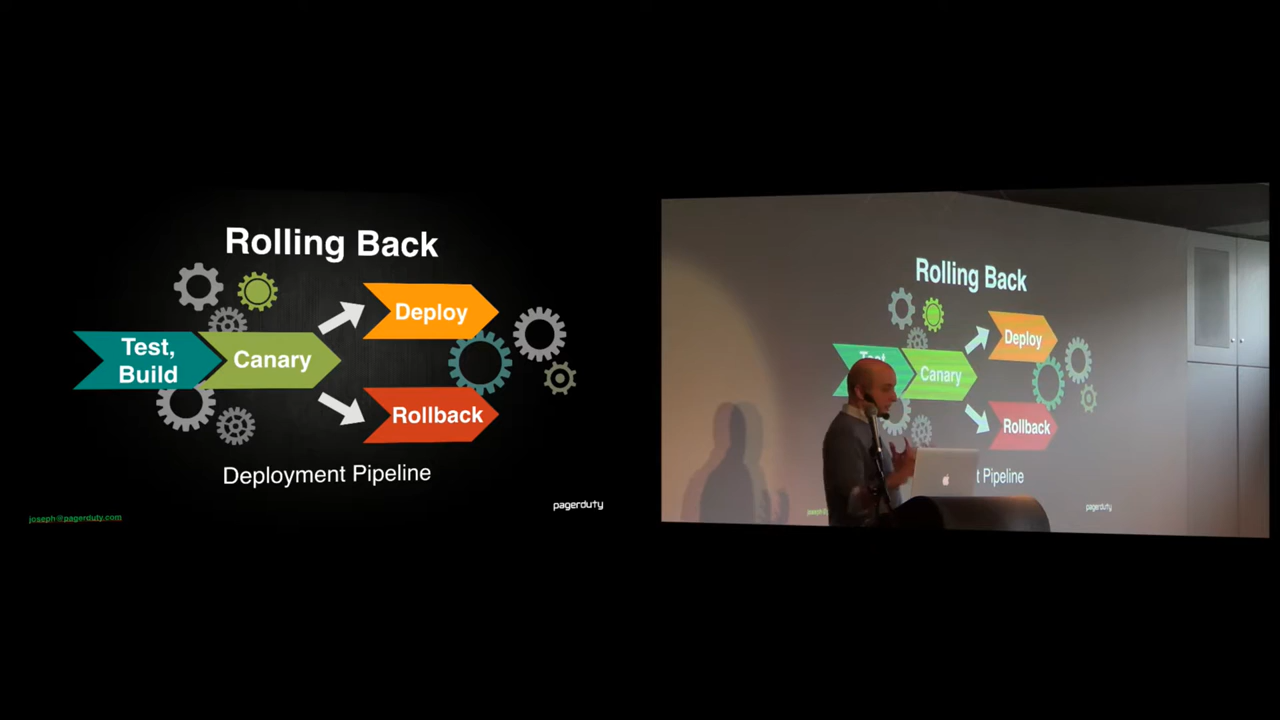 Rolling Back
Test,
Build
Canary
Deploy
Rollback
Deployment Pipeline
joseph@pagerduty.com
pagerduty
Rolling Back
Test
Canary
Deploy
Rollback
Pipeline
pagerduty